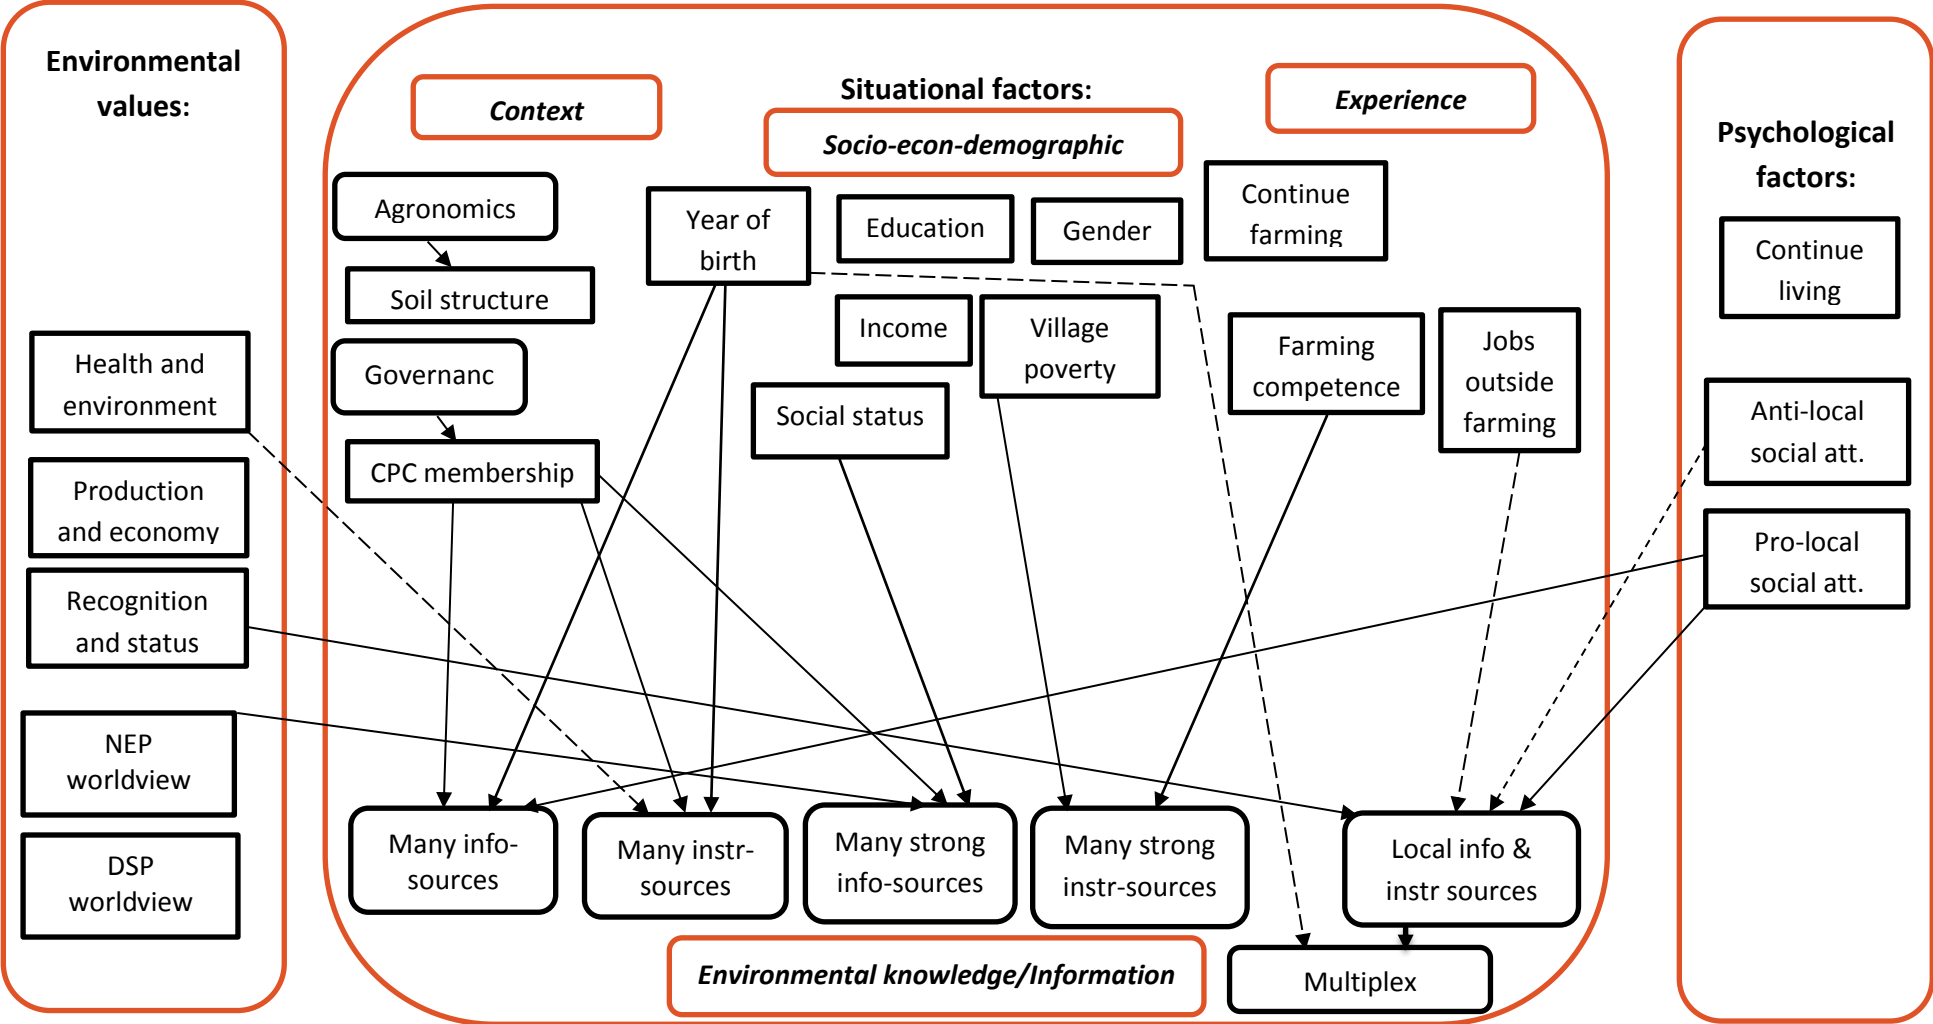 Environmental
values:
Health and
environment
Production
and economy
Recognition
and status
NEP
worldview
DSP
worldview
Situational factors:
Context
Socio-econ-demographic
Experience
Agronomics
Soil structure
Governanc
CPC membership
Year of
birth
Education
Gender
Income
Village
poverty
Social status
Continue
farming
Farming
competence
Jobs
outside
farming
Many info-
sources
Many instr-
sources
Many strong
info-sources
Many strong
instr-sources
Local info &
instr sources
Multiplex
Environmental knowledge/Information
Psychological
factors:
Continue
living
Anti-local
social att.
Pro-local
social att.